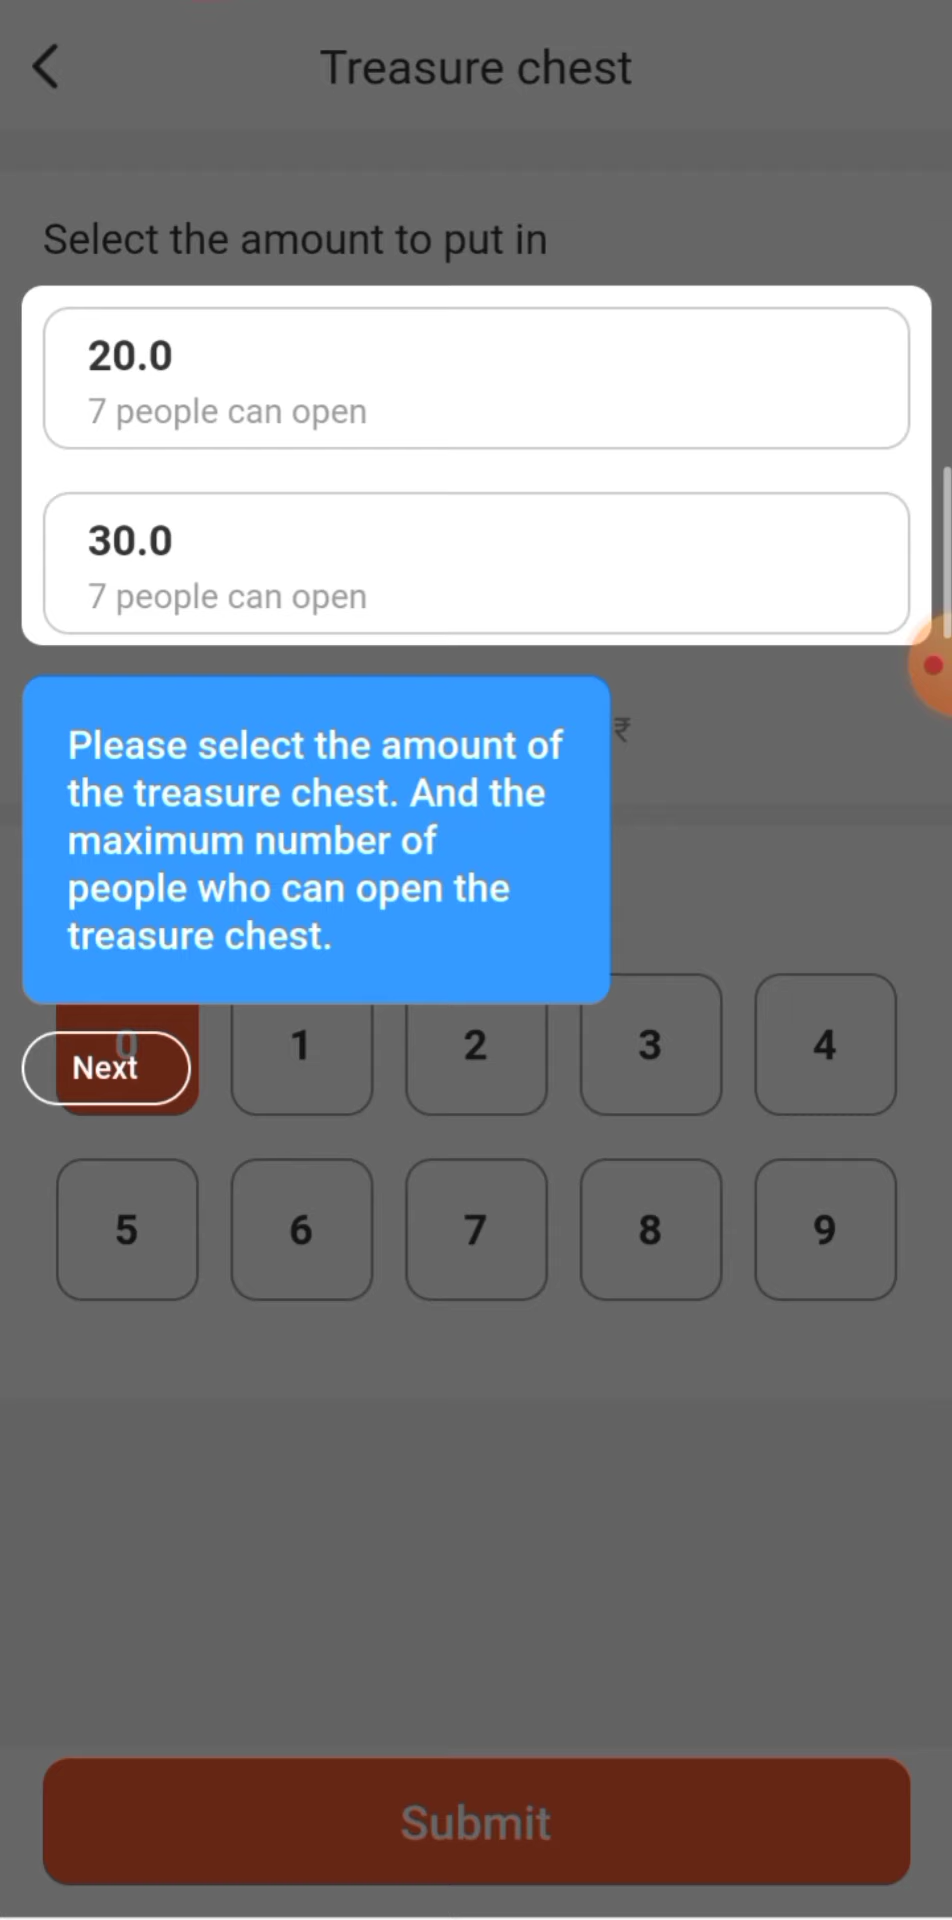 Treasure chest
Select the amount to put in
20.0
7 people can open
30.0
7 people can open
₹
Please select the amount of
the treasure chest. And the
maximum number of
people who can open the
treasure chest.
0 1 2 3 4
Next
5 6 7 8 9
Submit